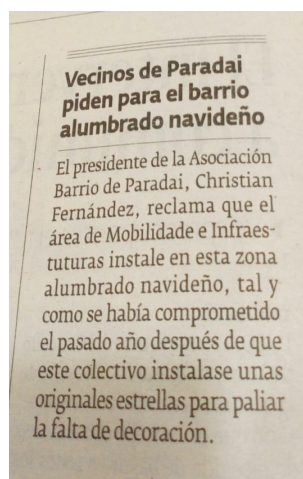 Vecinos de Paradai
piden para el barrio
alumbrado navideño
El presidente de la Asociación
Barrio de Paradai, Christian
Fernández, reclama que el
área de Mobilidade e Infraes-
tuturas instale en esta zona
alumbrado navideño, tal y
como se había comprometido
el pasado año después de que
este colectivo instalase unas
originales estrellas para paliar
la falta de decoración.